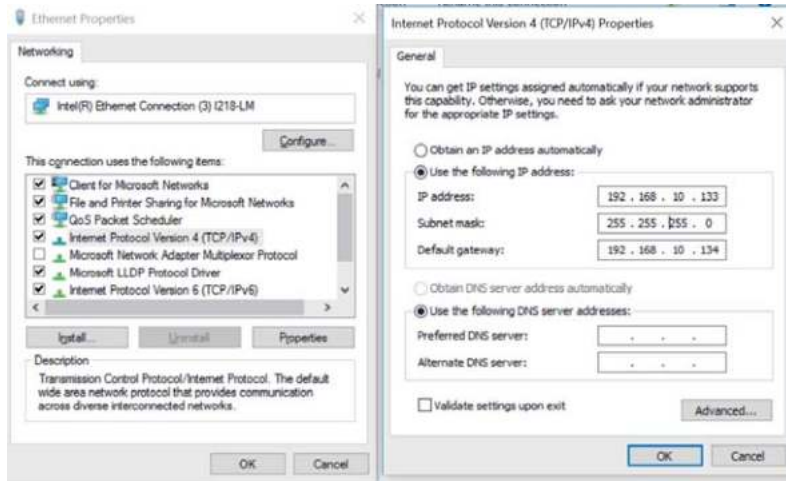 Ethernet Properties
Networking
Connect using:
Intel(R) Ethernet Connection (3) I218-LM
Configure...
This connection uses the following items:
Client for Microsoft Networks
File and Printer Sharing for Microsoft Networks
QoS Packet Scheduler
Internet Protocol Version 4 (TCP/IPv4)
Microsoft Network Adapter Multiplexor Protocol
Microsoft LLDP Protocol Driver
Internet Protocol Version 6 (TCP/IPv6)
Install...
Uninstall
Properties
Description
Transmission Control Protocol/Internet Protocol. The default
wide area network protocol that provides communication
across diverse interconnected networks.
OK
Cancel
Internet Protocol Version 4 (TCP/IPv4) Properties
General
You can get IP settings assigned automatically if your network supports
this capability. Otherwise, you need to ask your network administrator
for the appropriate IP settings.
Obtain an IP address automatically
Use the following IP address:
IP address:
192 . 168 . 10 . 133
Subnet mask:
255 . 255 . 255 . 0
Default gateway:
192 . 168 . 10 . 134
Obtain DNS server address automatically
Use the following DNS server addresses:
Preferred DNS server:
. . .
Alternate DNS server:
. . .
Validate settings upon exit
Advanced...
OK
Cancel